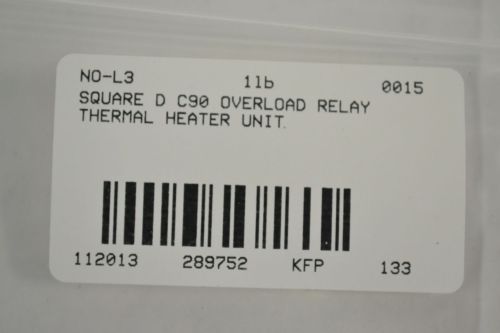 NO-L3 1lb 0015
SQUARE D C90 OVERLOAD RELAY
THERMAL HEATER UNIT.
112013 289752 KFP 133